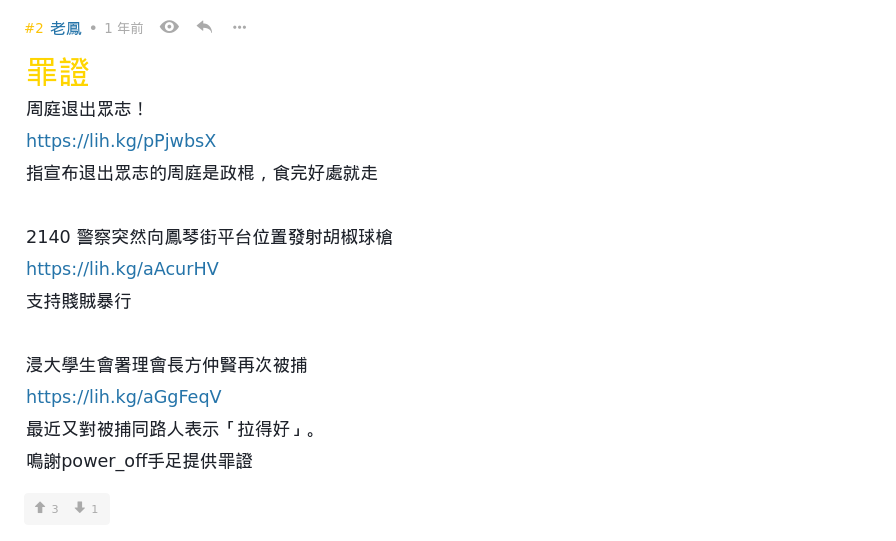 #2 老鳳 • 1 年前
罪證
周庭退出眾志！
https://lih.kg/pPjwbsX
指宣布退出眾志的周庭是政棍，食完好處就走
2140 警察突然向鳳琴街平台位置發射胡椒球槍
https://lih.kg/aAcurHV
支持賤賊暴行
浸大學生會署理會長方仲賢再次被捕
https://lih.kg/aGgFeqV
最近又對被捕同路人表示「拉得好」。
鳴謝power_off手足提供罪證
3 1